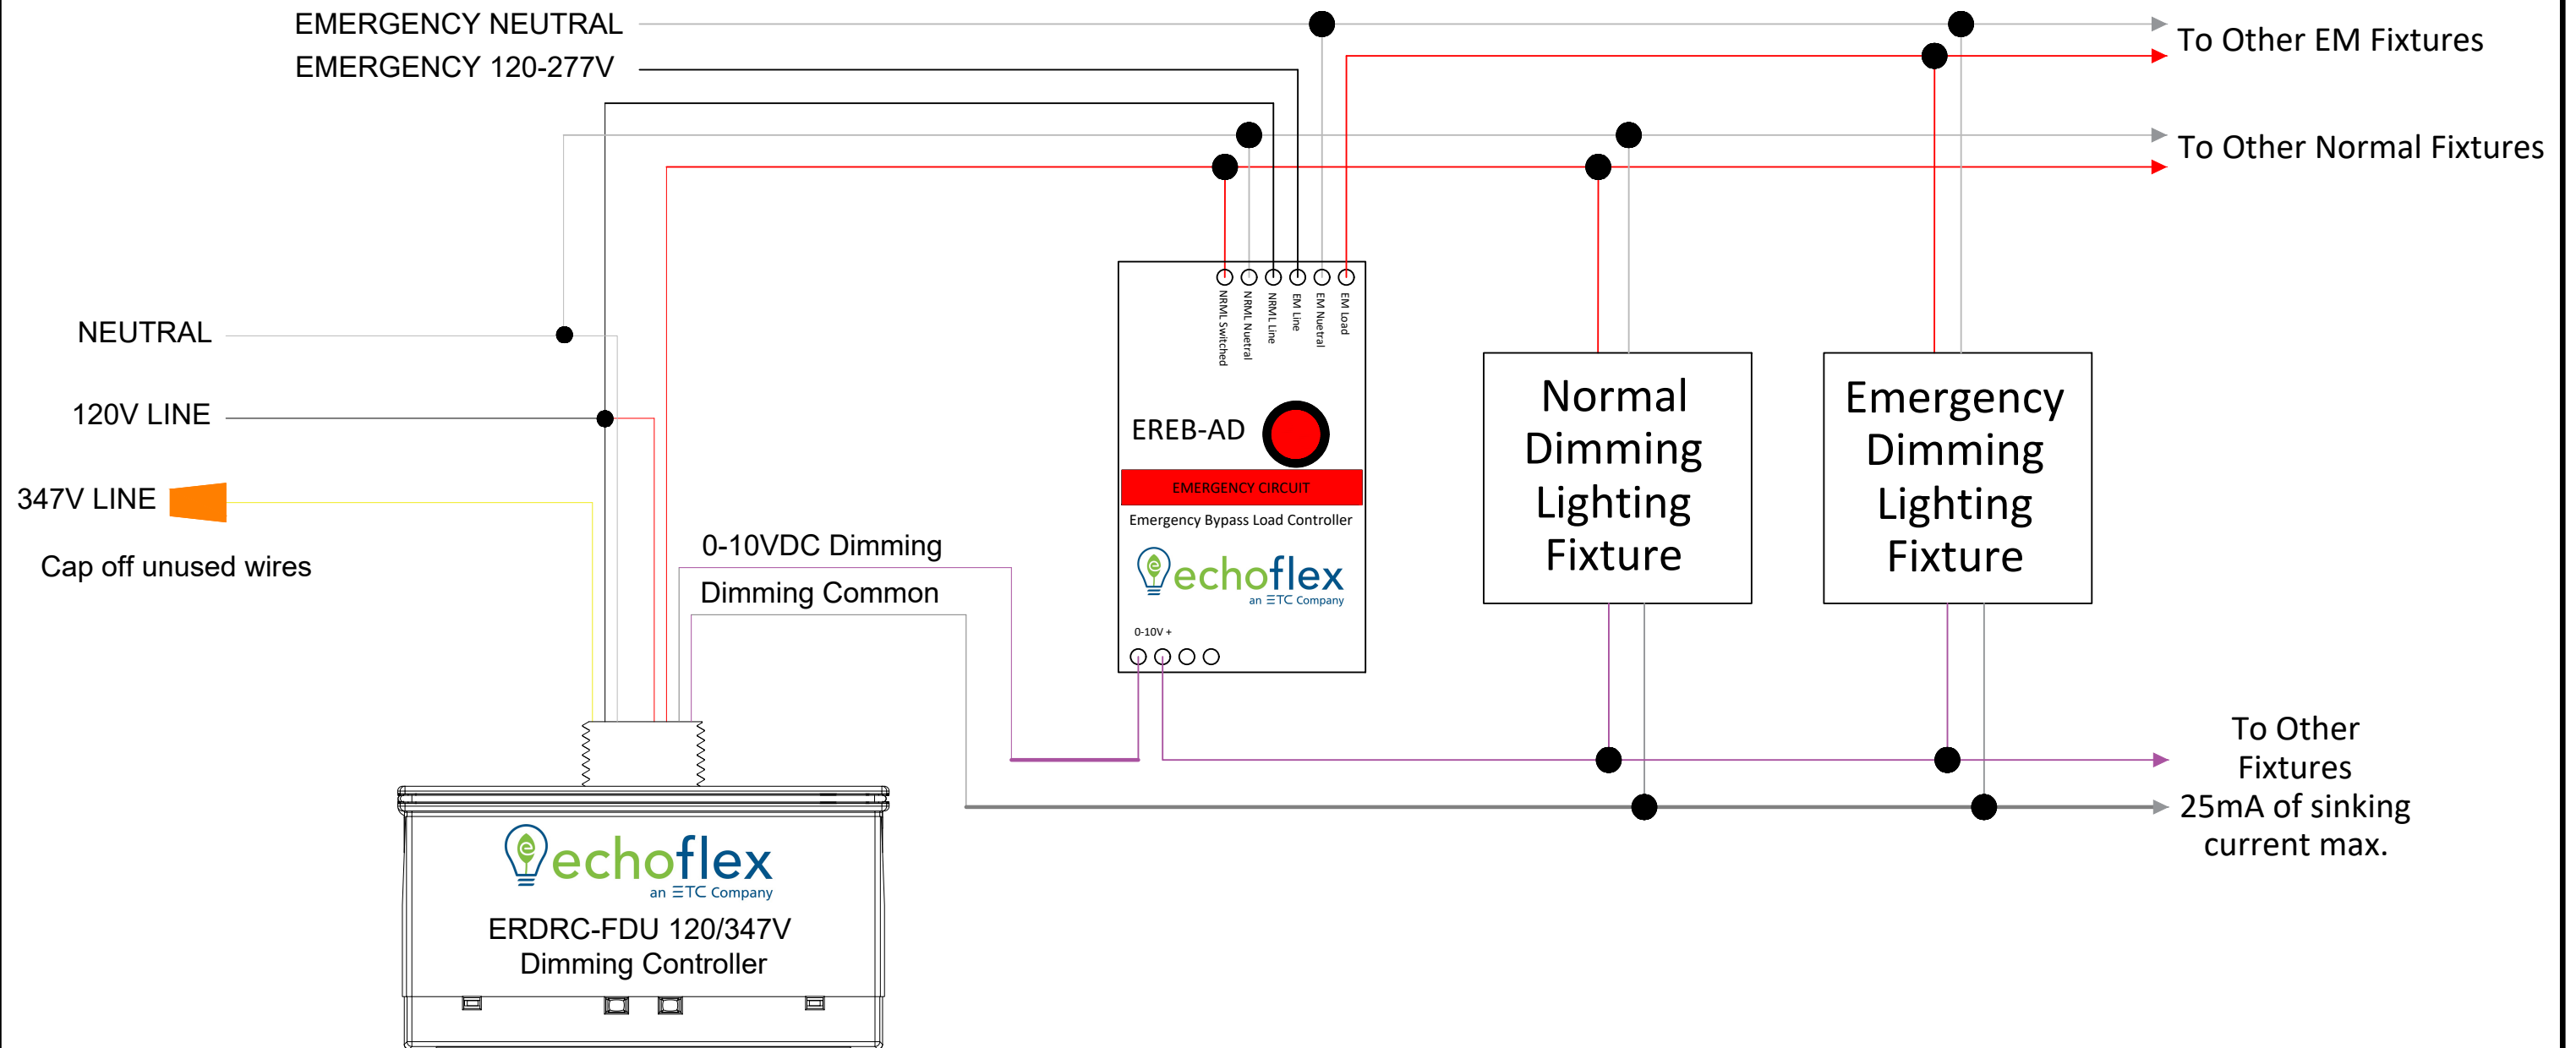 EMERGENCY NEUTRAL
EMERGENCY 120-277V
To Other EM Fixtures
To Other Normal Fixtures
NEUTRAL
120V LINE
347V LINE
Cap off unused wires
0-10VDC Dimming
Dimming Common
NRML Switched
NRML Nuetral
NRML Line
EM Line
EM Nuetral
EM Load
EREB-AD
EMERGENCY CIRCUIT
Emergency Bypass Load Controller
echoflex
an ETC Company
0-10V +
Normal
Dimming
Lighting
Fixture
Emergency
Dimming
Lighting
Fixture
To Other
Fixtures
25mA of sinking
current max.
echoflex
an ETC Company
ERDRC-FDU 120/347V
Dimming Controller